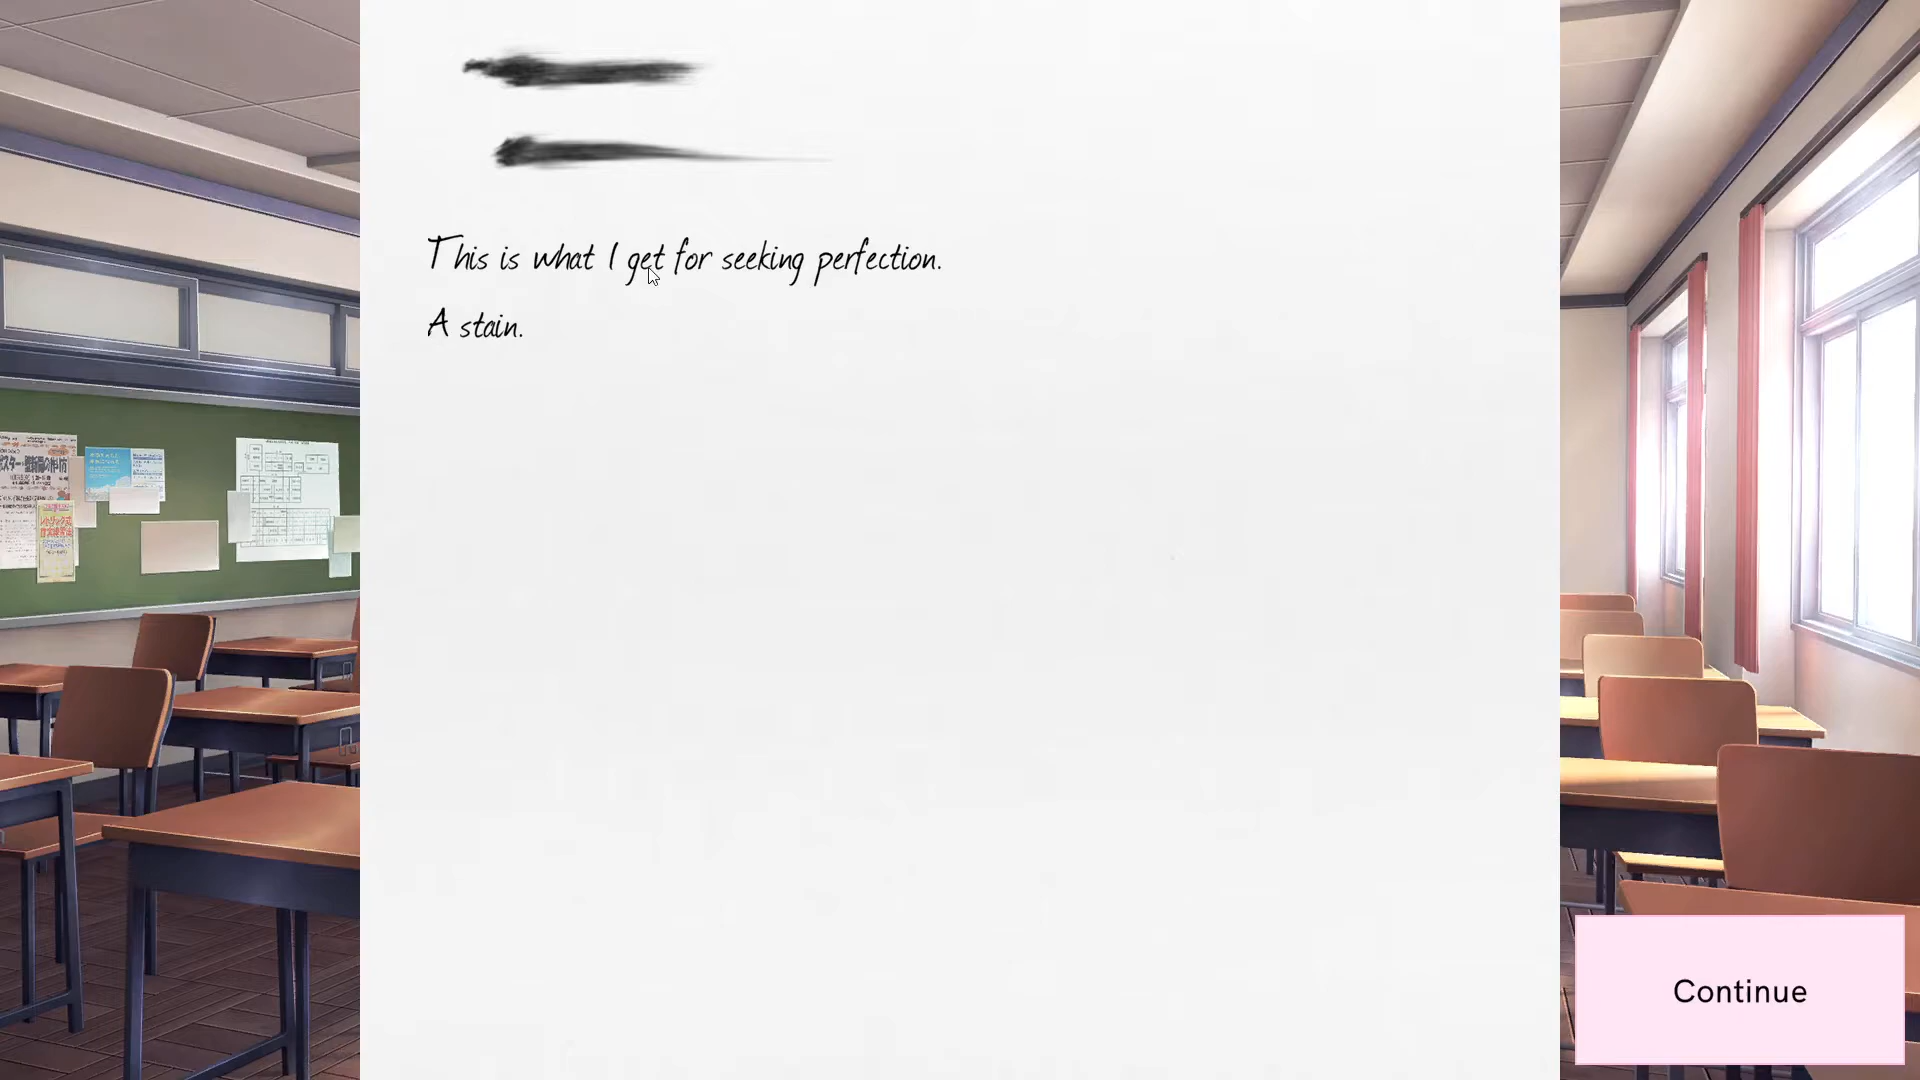 This is what I get for seeking perfection.
A stain.
Continue